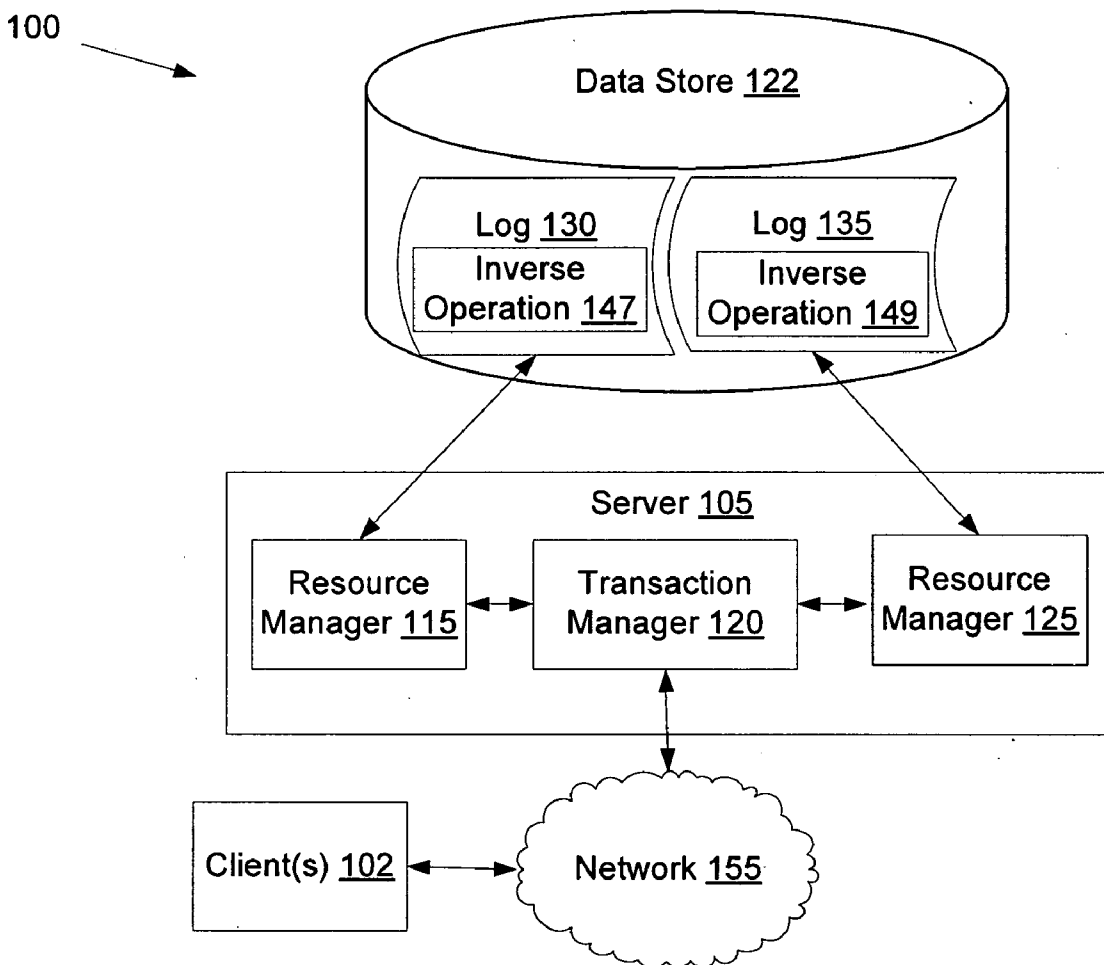 100
Data Store 122
Log 130
Inverse
Operation 147
Log 135
Inverse
Operation 149
Server 105
Resource
Manager 115
Transaction
Manager 120
Resource
Manager 125
Client(s) 102
Network 155